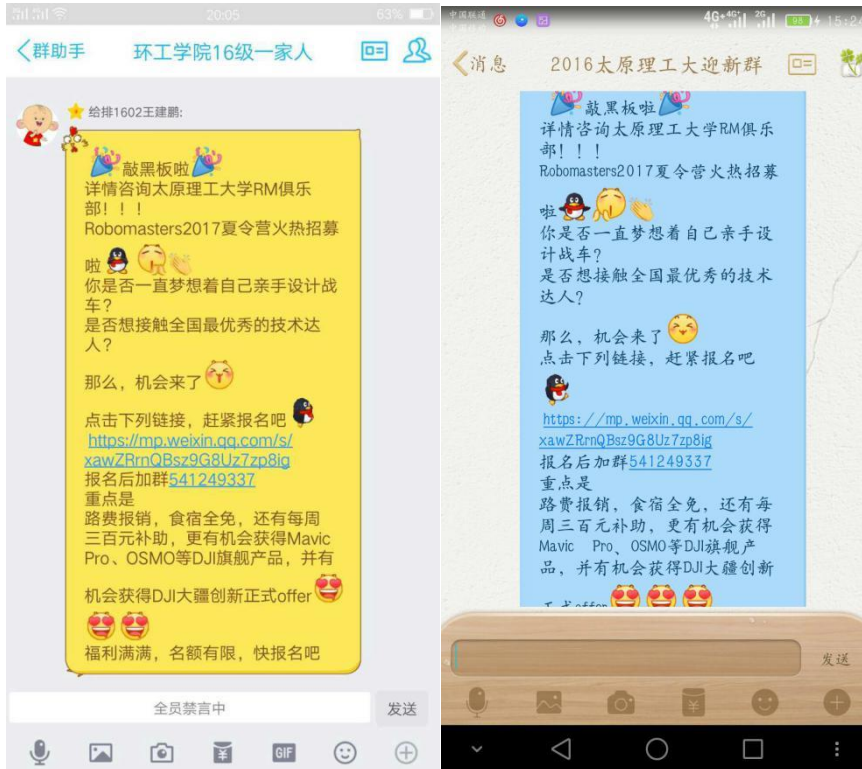 20:05
63%
群助手
环工学院16级一家人
给排1602王建鹏:
敲黑板啦
详情咨询太原理工大学RM俱乐
部！！！
Robomasters2017夏令营火热招募
啦
你是否一直梦想着自己亲手设计战
车？
是否想接触全国最优秀的技术达
人？
那么，机会来了
点击下列链接，赶紧报名吧
https://mp.weixin.qq.com/s/
xawZRrnQBsz9G8Uz7zp8ig
报名后加群541249337
重点是
路费报销，食宿全免，还有每周
三百元补助，更有机会获得Mavic
Pro、OSMO等DJI旗舰产品，并有
机会获得DJI大疆创新正式offer
福利满满，名额有限，快报名吧
全员禁言中
发送
GIF
中国联通
4G+ 4G+ 2G
98
15:24
消息
2016太原理工大迎新群
敲黑板啦
详情咨询太原理工大学RM俱乐
部！！！
Robomasters2017夏令营火热招募
啦
你是否一直梦想着自己亲手设
计战车？
是否想接触全国最优秀的技术
达人？
那么，机会来了
点击下列链接，赶紧报名吧
https://mp.weixin.qq.com/s/
xawZRrnQBsz9G8Uz7zp8ig
报名后加群541249337
重点是
路费报销，食宿全免，还有每
周三百元补助，更有机会获得
Mavic Pro、OSMO等DJI旗舰产
品，并有机会获得DJI大疆创新
正式offer
发送